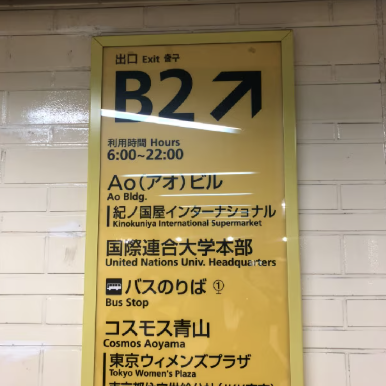 出口 Exit 출구
B2
利用時間 Hours
6:00~22:00
Ao(アオ)ビル
Ao Bldg.
紀ノ国屋インターナショナル
Kinokuniya International Supermarket
国際連合大学本部
United Nations Univ. Headquarters
バスのりば ①
Bus Stop
コスモス青山
Cosmos Aoyama
東京ウィメンズプラザ
Tokyo Women's Plaza